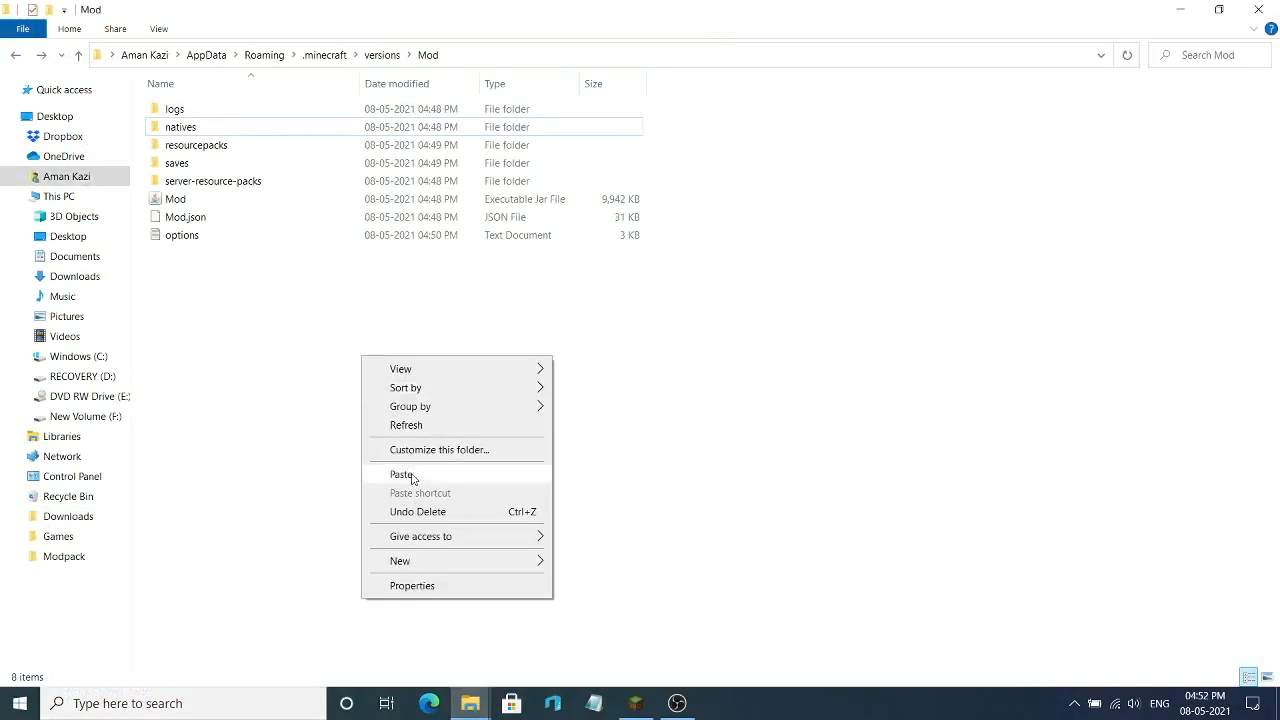 Mod
File
Home
Share
View
Aman Kazi
AppData
Roaming
.minecraft
versions
Mod
Search Mod
Name
Date modified
Type
Size
Quick access
Desktop
Dropbox
OneDrive
Aman Kazi
This PC
3D Objects
Desktop
Documents
Downloads
Music
Pictures
Videos
Windows (C:)
RECOVERY (D:)
DVD RW Drive (E:
New Volume (F:)
Libraries
Network
Control Panel
Recycle Bin
Downloads
Games
Modpack
logs 08-05-2021 04:48 PM File folder
natives 08-05-2021 04:48 PM File folder
resourcepacks 08-05-2021 04:49 PM File folder
saves 08-05-2021 04:49 PM File folder
server-resource-packs 08-05-2021 04:48 PM File folder
Mod 08-05-2021 04:48 PM Executable Jar File 9,942 KB
Mod.json 08-05-2021 04:48 PM JSON File 31 KB
options 08-05-2021 04:50 PM Text Document 3 KB
View
Sort by
Group by
Refresh
Customize this folder...
Paste
Paste shortcut
Undo Delete Ctrl+Z
Give access to
New
Properties
8 items
Type here to search
ENG
04:52 PM
08-05-2021